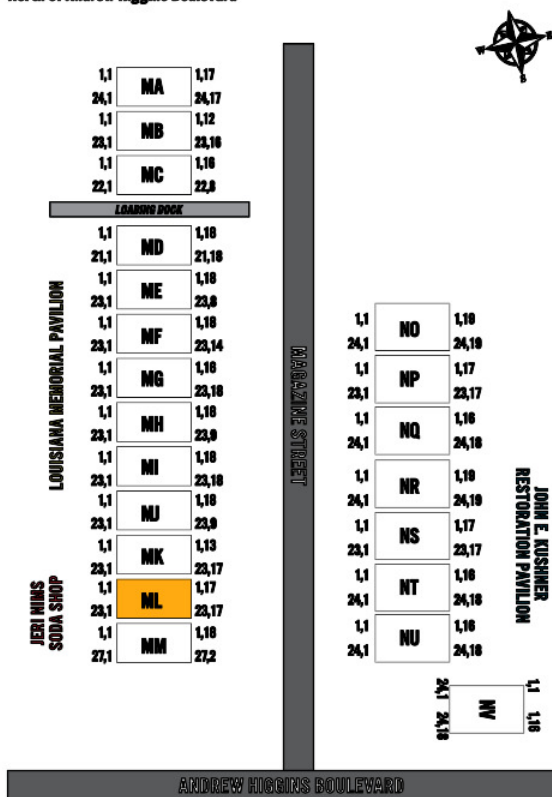 North of Andrew Higgins Boulevard
1,1 MA 1,17
24,1 24,17
1,1 MB 1,12
23,1 23,16
1,1 MC 1,16
22,1 22,8
LOADING DOCK
1,1 MD 1,18
21,1 21,18
1,1 ME 1,18
23,1 23,8
1,1 MF 1,18
23,1 23,14
1,1 MG 1,16
23,1 23,18
1,1 MH 1,18
23,1 23,9
1,1 MI 1,18
23,1 23,18
1,1 MJ 1,18
23,1 23,9
1,1 MK 1,13
23,1 23,17
1,1 ML 1,17
23,1 23,17
1,1 MM 1,18
27,1 27,2
LOUISIANA MEMORIAL PAVILION
JERI NIMS
SODA SHOP
MAGAZINE STREET
1,1 NO 1,19
24,1 24,19
1,1 NP 1,17
23,1 23,17
1,1 NQ 1,16
24,1 24,18
1,1 NR 1,19
24,1 24,19
1,1 NS 1,17
23,1 23,17
1,1 NT 1,16
24,1 24,18
1,1 NU 1,16
24,1 24,18
JOHN E. KUSHNER
RESTORATION PAVILION
1,1 NV 1,16
24,1 24,18
ANDREW HIGGINS BOULEVARD